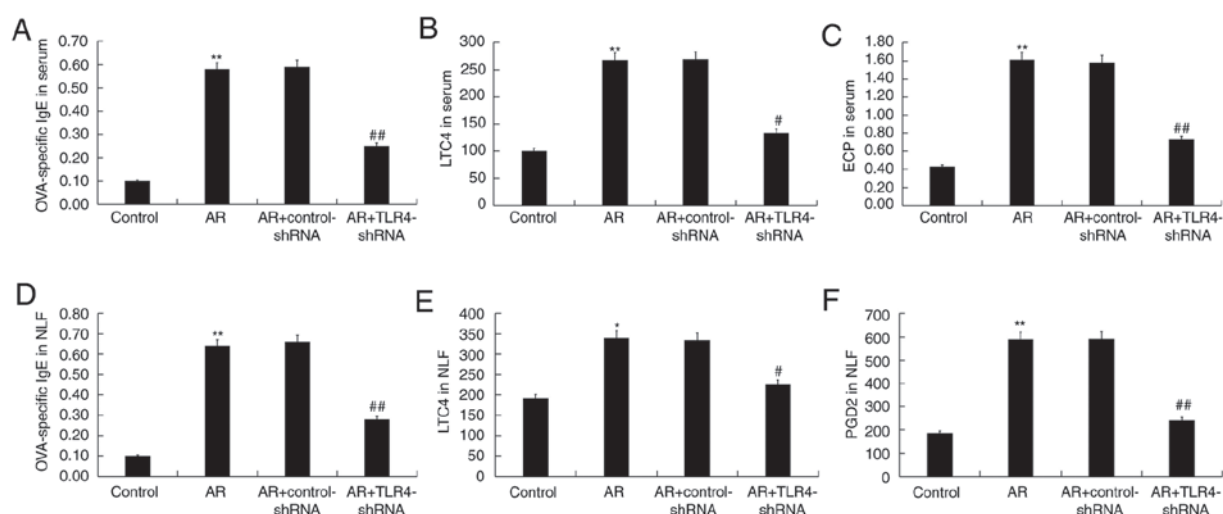 A
OVA-specific IgE in serum
0.70
0.60
0.50
0.40
0.30
0.20
0.10
0.00
**
##
Control
AR
AR+control-
shRNA
AR+TLR4-
shRNA
B
LTC4 in serum
300
250
200
150
100
50
0
**
#
Control
AR
AR+control-
shRNA
AR+TLR4-
shRNA
C
ECP in serum
1.80
1.60
1.40
1.20
1.00
0.80
0.60
0.40
0.20
0.00
**
##
Control
AR
AR+control-
shRNA
AR+TLR4-
shRNA
D
OVA-specific IgE in NLF
0.80
0.70
0.60
0.50
0.40
0.30
0.20
0.10
0.00
**
##
Control
AR
AR+control-
shRNA
AR+TLR4-
shRNA
E
LTC4 in NLF
400
350
300
250
200
150
100
50
0
*
#
Control
AR
AR+control-
shRNA
AR+TLR4-
shRNA
F
PGD2 in NLF
700
600
500
400
300
200
100
0
**
##
Control
AR
AR+control-
shRNA
AR+TLR4-
shRNA